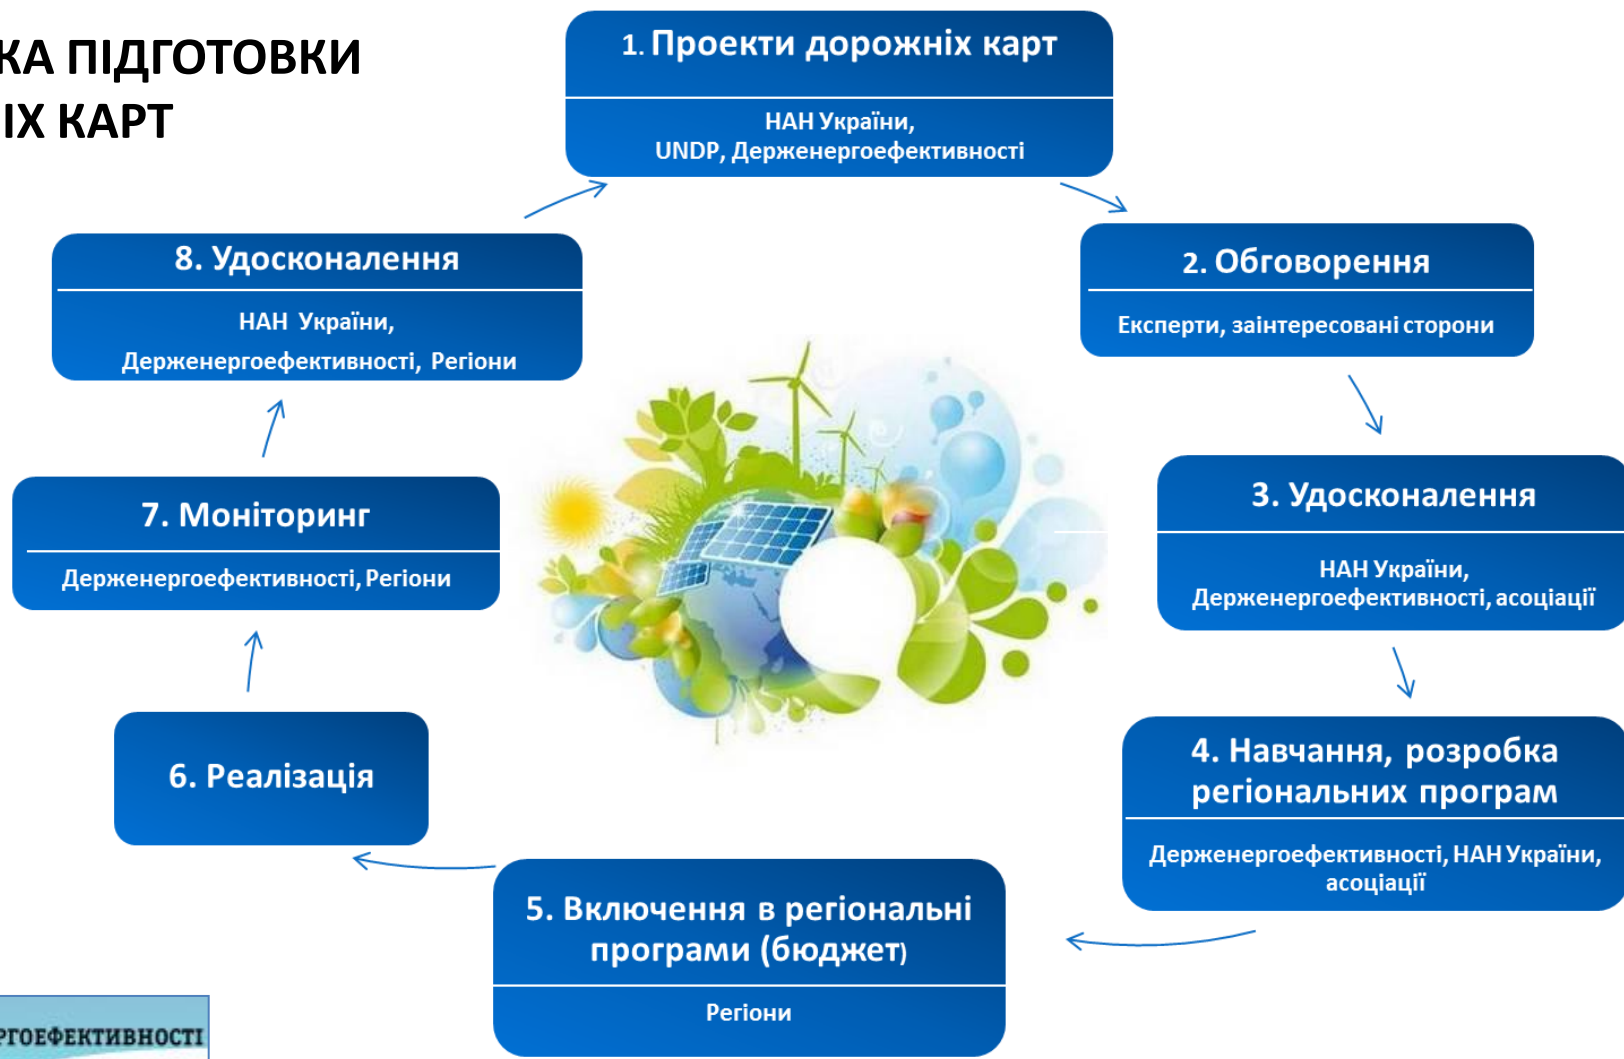 КА ПІДГОТОВКИ
ІХ КАРТ
1. Проекти дорожніх карт
НАН України,
UNDP, Держенергоефективності
2. Обговорення
Експерти, заінтересовані сторони
3. Удосконалення
НАН України,
Держенергоефективності, асоціації
4. Навчання, розробка
регіональних програм
Держенергоефективності, НАН України,
асоціації
5. Включення в регіональні
програми (бюджет)
Регіони
6. Реалізація
7. Моніторинг
Держенергоефективності, Регіони
8. Удосконалення
НАН України,
Держенергоефективності, Регіони
РГОЕФЕКТИВНОСТІ